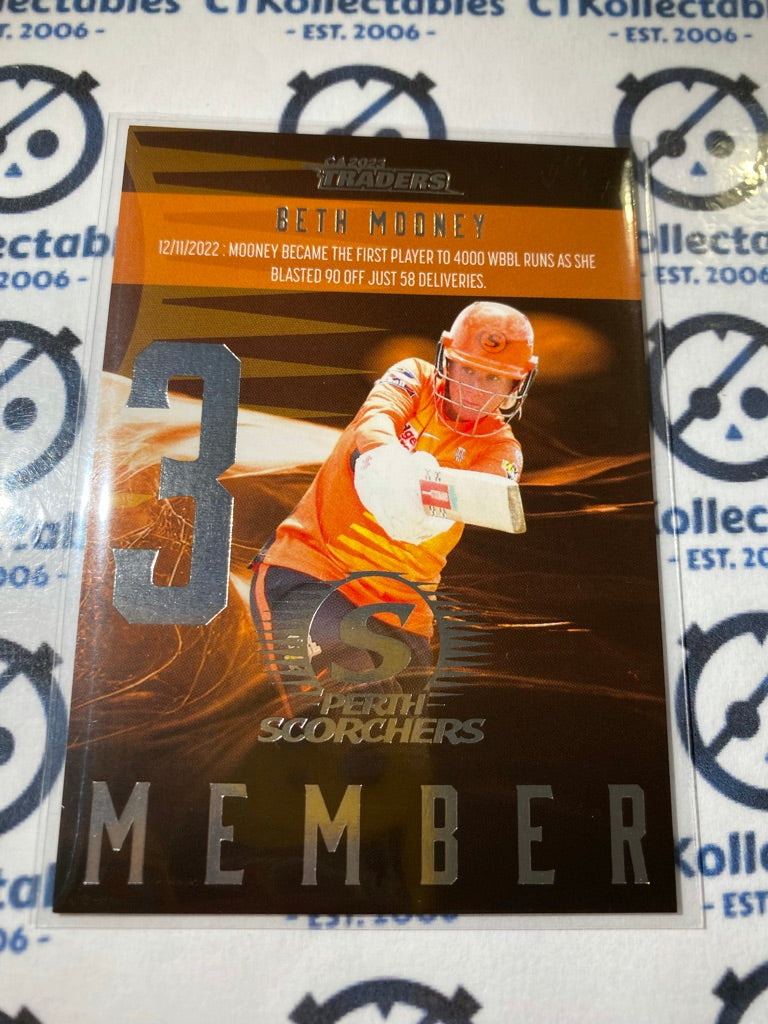 CTKollectables
- EST. 2006 -
CA 2023
TRADERS
BETH MOONEY
12/11/2022 : MOONEY BECAME THE FIRST PLAYER TO 4000 WBBL RUNS AS SHE
BLASTED 90 OFF JUST 58 DELIVERIES.
3
S
PERTH
SCORCHERS
MEMBER